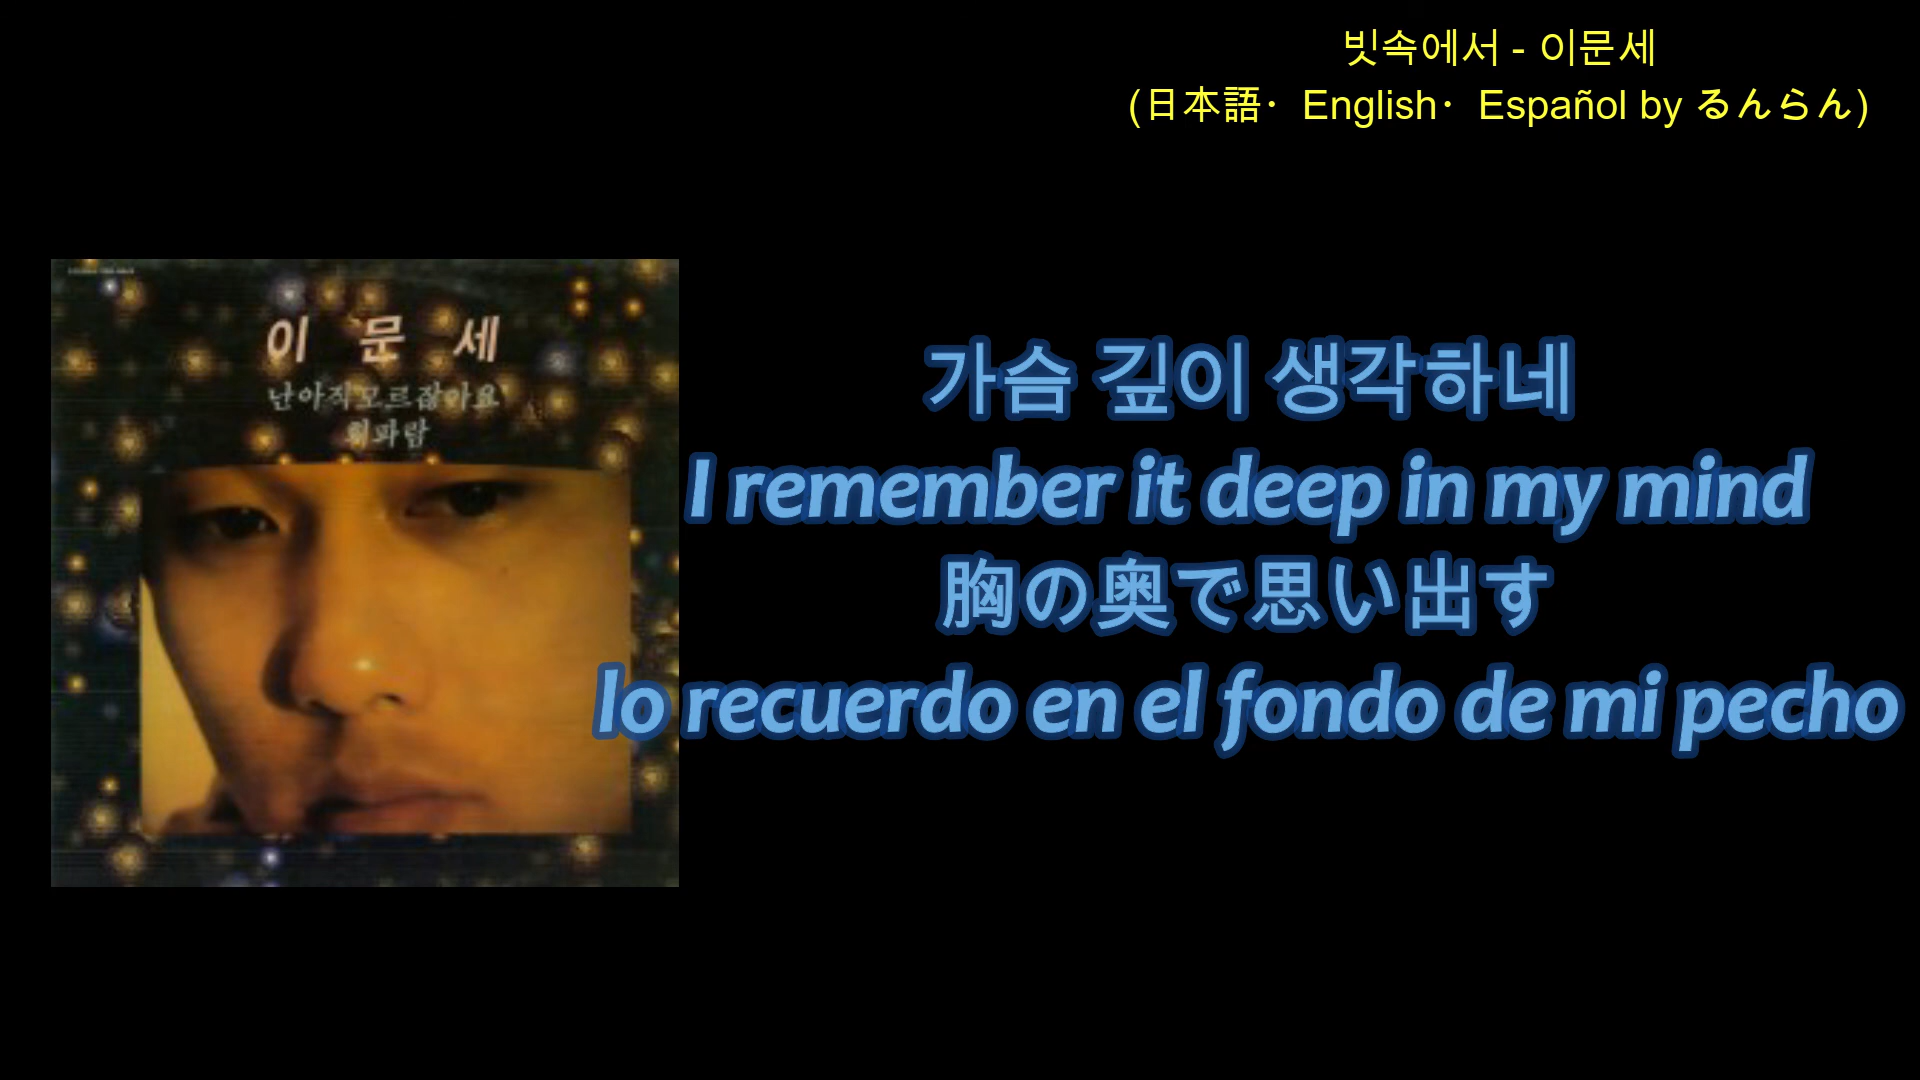 빗속에서 - 이문세
(日本語・English・Español by るんらん)
이 문 세
난아직모르잖아요
휘파람
가슴 깊이 생각하네
I remember it deep in my mind
胸の奥で思い出す
lo recuerdo en el fondo de mi pecho